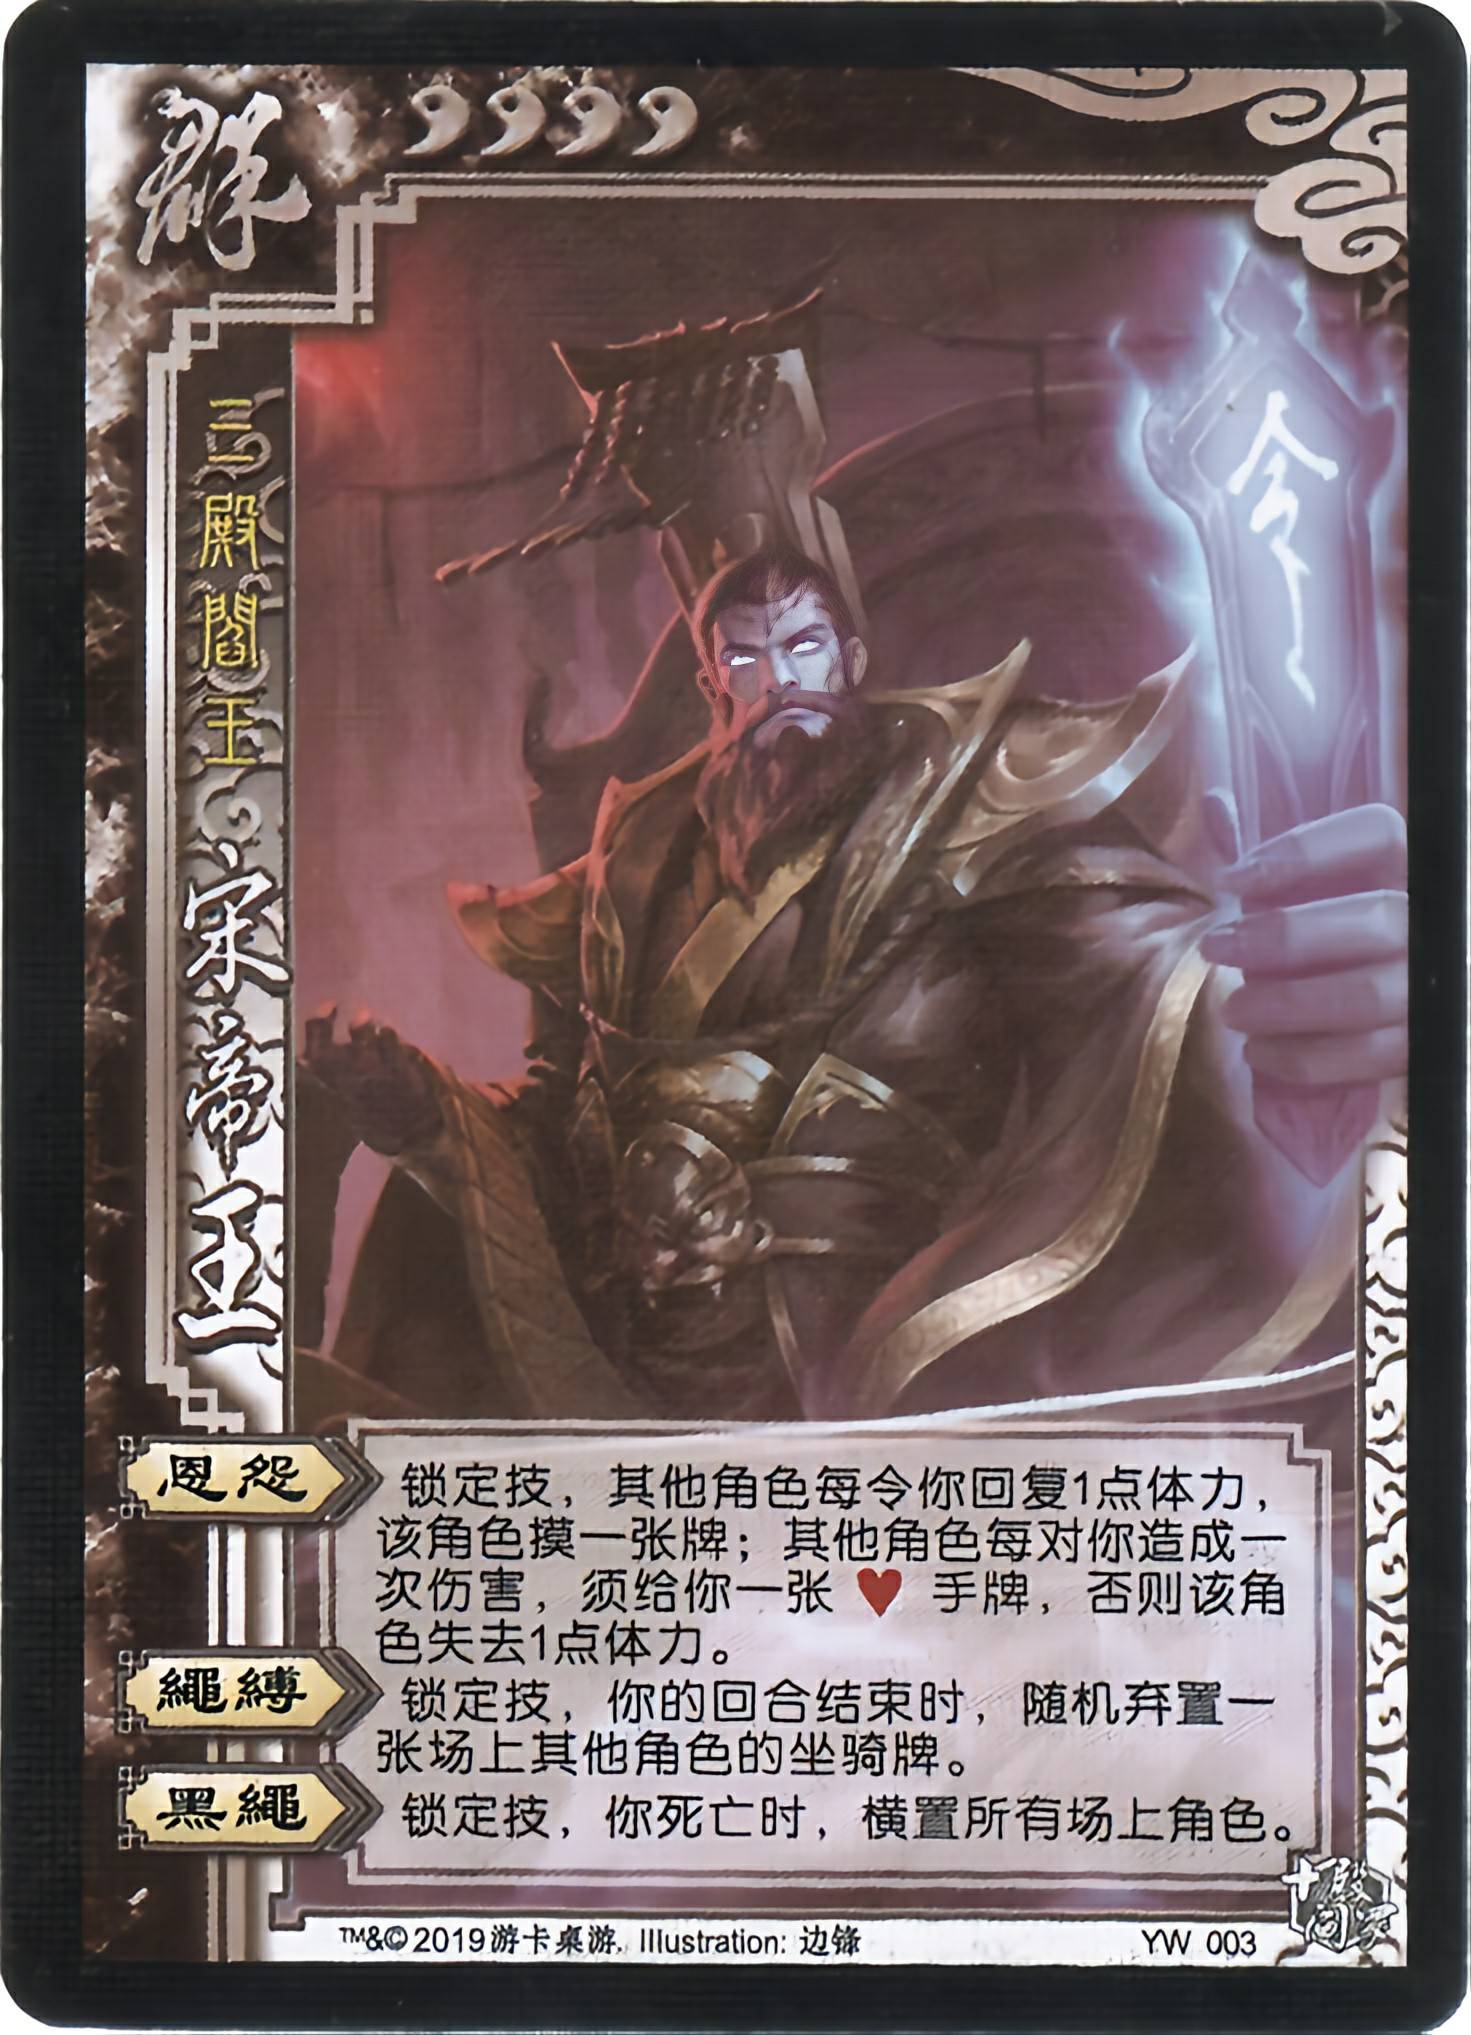 群
三殿閻王
宋帝王
令
恩怨
锁定技，其他角色每令你回复1点体力，
该角色摸一张牌；其他角色每对你造成一
次伤害，须给你一张 ♥ 手牌，否则该角
色失去1点体力。
繩縛
锁定技，你的回合结束时，随机弃置一
张场上其他角色的坐骑牌。
黑繩
锁定技，你死亡时，横置所有场上角色。
™&© 2019游卡桌游. Illustration: 边锋
YW 003